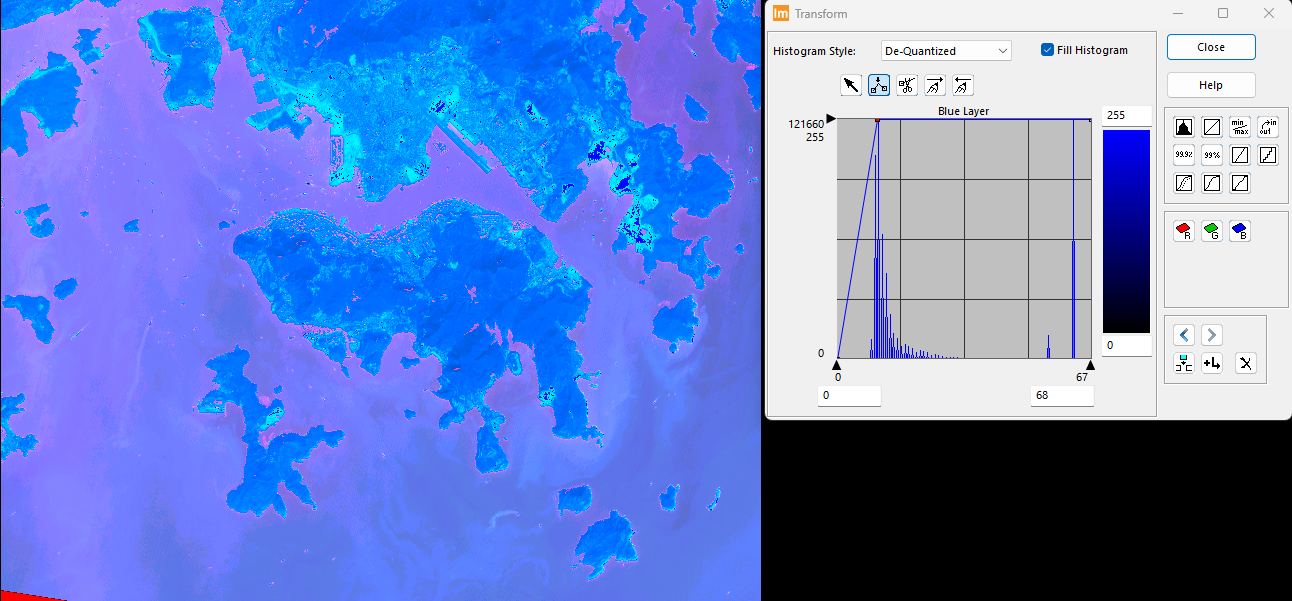 Im Transform
Histogram Style: De-Quantized Fill Histogram
Close
Help
Blue Layer
121660
255
255
0
0
0 67
0 68
min
max
in
out
99.9%
99%
R G B